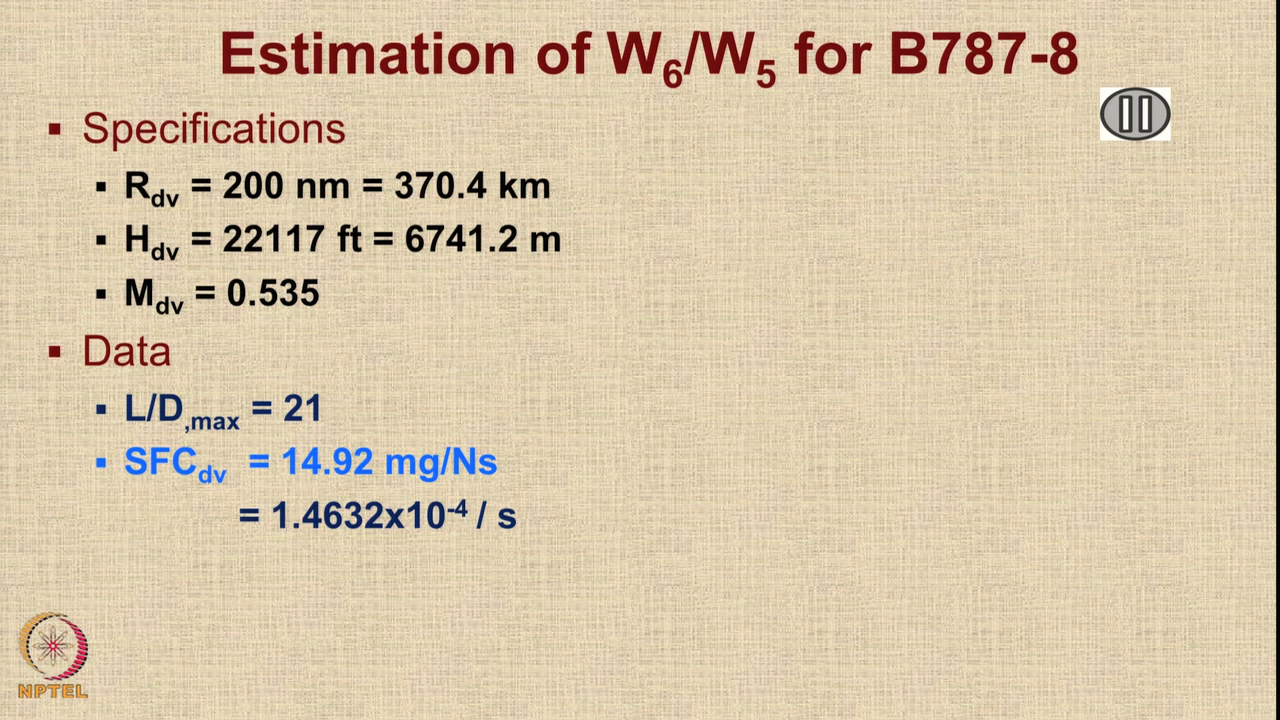 Estimation of W6/W5 for B787-8
▪ Specifications
▪ Rdv = 200 nm = 370.4 km
▪ Hdv = 22117 ft = 6741.2 m
▪ Mdv = 0.535
▪ Data
▪ L/D,max = 21
▪ SFCdv = 14.92 mg/Ns
= 1.4632x10-4 / s
NPTEL